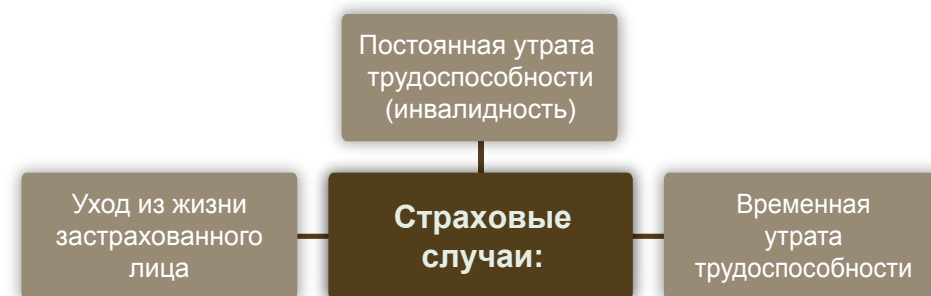 Постоянная утрата
трудоспособности
(инвалидность)
Уход из жизни
застрахованного
лица
Страховые
случаи:
Временная
утрата
трудоспособности